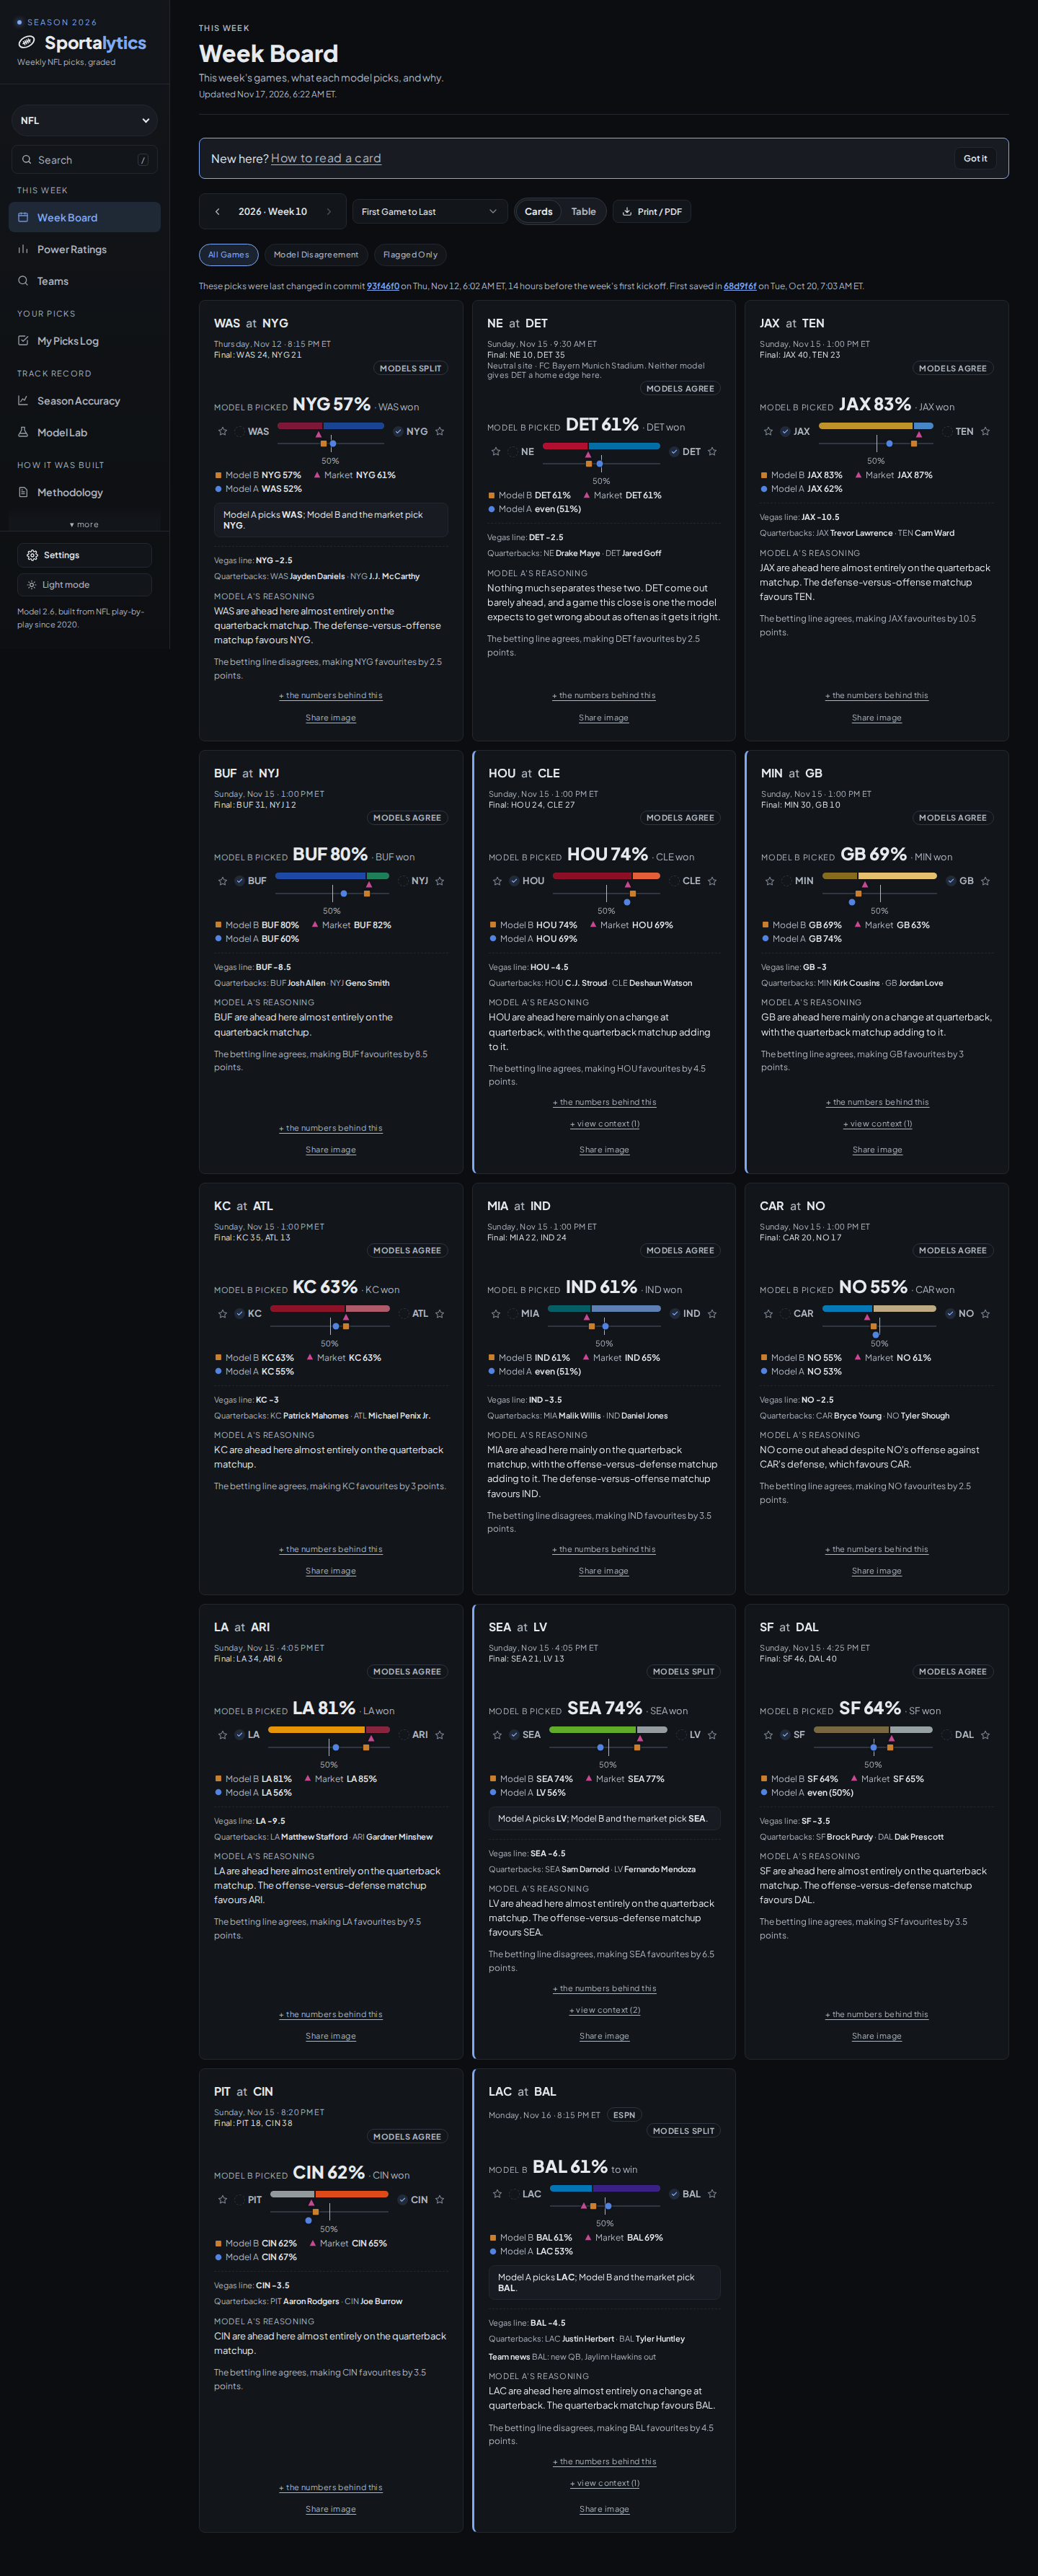 SEASON 2026
Sportalytics
Weekly NFL picks, graded
NFL
Search /
THIS WEEK
Week Board
Power Ratings
Teams
YOUR PICKS
My Picks Log
TRACK RECORD
Season Accuracy
Model Lab
HOW IT WAS BUILT
Methodology
▾ more
Settings
Light mode
Model 2.6, built from NFL play-by-
play since 2020.
THIS WEEK
Week Board
This week's games, what each model picks, and why.
Updated Nov 17, 2026, 6:22 AM ET.
New here? How to read a card
Got it
2026 · Week 10
First Game to Last
Cards Table
Print / PDF
All Games Model Disagreement Flagged Only
These picks were last changed in commit 93f46f0 on Thu, Nov 12, 6:02 AM ET, 14 hours before the week's first kickoff. First saved in 68d9f6f on Tue, Oct 20, 7:03 AM ET.
WAS at NYG
Thursday, Nov 12 · 8:15 PM ET
Final: WAS 24, NYG 21
MODELS SPLIT
MODEL B PICKED NYG 57% · WAS won
WAS NYG
50%
Model B NYG 57% Market NYG 61%
Model A WAS 52%
Model A picks WAS; Model B and the market pick
NYG.
Vegas line: NYG -2.5
Quarterbacks: WAS Jayden Daniels · NYG J.J. McCarthy
MODEL A'S REASONING
WAS are ahead here almost entirely on the
quarterback matchup. The defense-versus-offense
matchup favours NYG.
The betting line disagrees, making NYG favourites by 2.5
points.
+ the numbers behind this
Share image
NE at DET
Sunday, Nov 15 · 9:30 AM ET
Final: NE 10, DET 35
Neutral site · FC Bayern Munich Stadium. Neither model
gives DET a home edge here.
MODELS AGREE
MODEL B PICKED DET 61% · DET won
NE DET
50%
Model B DET 61% Market DET 61%
Model A even (51%)
Vegas line: DET -2.5
Quarterbacks: NE Drake Maye · DET Jared Goff
MODEL A'S REASONING
Nothing much separates these two. DET come out
barely ahead, and a game this close is one the model
expects to get wrong about as often as it gets it right.
The betting line agrees, making DET favourites by 2.5
points.
+ the numbers behind this
Share image
JAX at TEN
Sunday, Nov 15 · 1:00 PM ET
Final: JAX 40, TEN 23
MODELS AGREE
MODEL B PICKED JAX 83% · JAX won
JAX TEN
50%
Model B JAX 83% Market JAX 87%
Model A JAX 62%
Vegas line: JAX -10.5
Quarterbacks: JAX Trevor Lawrence · TEN Cam Ward
MODEL A'S REASONING
JAX are ahead here almost entirely on the quarterback
matchup. The defense-versus-offense matchup
favours TEN.
The betting line agrees, making JAX favourites by 10.5
points.
+ the numbers behind this
Share image
BUF at NYJ
Sunday, Nov 15 · 1:00 PM ET
Final: BUF 31, NYJ 12
MODELS AGREE
MODEL B PICKED BUF 80% · BUF won
BUF NYJ
50%
Model B BUF 80% Market BUF 82%
Model A BUF 60%
Vegas line: BUF -8.5
Quarterbacks: BUF Josh Allen · NYJ Geno Smith
MODEL A'S REASONING
BUF are ahead here almost entirely on the
quarterback matchup.
The betting line agrees, making BUF favourites by 8.5
points.
+ the numbers behind this
Share image
HOU at CLE
Sunday, Nov 15 · 1:00 PM ET
Final: HOU 24, CLE 27
MODELS AGREE
MODEL B PICKED HOU 74% · CLE won
HOU CLE
50%
Model B HOU 74% Market HOU 69%
Model A HOU 69%
Vegas line: HOU -4.5
Quarterbacks: HOU C.J. Stroud · CLE Deshaun Watson
MODEL A'S REASONING
HOU are ahead here mainly on a change at
quarterback, with the quarterback matchup adding
to it.
The betting line agrees, making HOU favourites by 4.5
points.
+ the numbers behind this
+ view context (1)
Share image
MIN at GB
Sunday, Nov 15 · 1:00 PM ET
Final: MIN 30, GB 10
MODELS AGREE
MODEL B PICKED GB 69% · MIN won
MIN GB
50%
Model B GB 69% Market GB 63%
Model A GB 74%
Vegas line: GB -3
Quarterbacks: MIN Kirk Cousins · GB Jordan Love
MODEL A'S REASONING
GB are ahead here mainly on a change at quarterback,
with the quarterback matchup adding to it.
The betting line agrees, making GB favourites by 3
points.
+ the numbers behind this
+ view context (1)
Share image
KC at ATL
Sunday, Nov 15 · 1:00 PM ET
Final: KC 35, ATL 13
MODELS AGREE
MODEL B PICKED KC 63% · KC won
KC ATL
50%
Model B KC 63% Market KC 63%
Model A KC 55%
Vegas line: KC -3
Quarterbacks: KC Patrick Mahomes · ATL Michael Penix Jr.
MODEL A'S REASONING
KC are ahead here almost entirely on the quarterback
matchup.
The betting line agrees, making KC favourites by 3 points.
+ the numbers behind this
Share image
MIA at IND
Sunday, Nov 15 · 1:00 PM ET
Final: MIA 22, IND 24
MODELS AGREE
MODEL B PICKED IND 61% · IND won
MIA IND
50%
Model B IND 61% Market IND 65%
Model A even (51%)
Vegas line: IND -3.5
Quarterbacks: MIA Malik Willis · IND Daniel Jones
MODEL A'S REASONING
MIA are ahead here mainly on the quarterback
matchup, with the offense-versus-defense matchup
adding to it. The defense-versus-offense matchup
favours IND.
The betting line disagrees, making IND favourites by 3.5
points.
+ the numbers behind this
Share image
CAR at NO
Sunday, Nov 15 · 1:00 PM ET
Final: CAR 20, NO 17
MODELS AGREE
MODEL B PICKED NO 55% · CAR won
CAR NO
50%
Model B NO 55% Market NO 61%
Model A NO 53%
Vegas line: NO -2.5
Quarterbacks: CAR Bryce Young · NO Tyler Shough
MODEL A'S REASONING
NO come out ahead despite NO's offense against
CAR's defense, which favours CAR.
The betting line agrees, making NO favourites by 2.5
points.
+ the numbers behind this
Share image
LA at ARI
Sunday, Nov 15 · 4:05 PM ET
Final: LA 34, ARI 6
MODELS AGREE
MODEL B PICKED LA 81% · LA won
LA ARI
50%
Model B LA 81% Market LA 85%
Model A LA 56%
Vegas line: LA -9.5
Quarterbacks: LA Matthew Stafford · ARI Gardner Minshew
MODEL A'S REASONING
LA are ahead here almost entirely on the quarterback
matchup. The offense-versus-defense matchup
favours ARI.
The betting line agrees, making LA favourites by 9.5
points.
+ the numbers behind this
Share image
SEA at LV
Sunday, Nov 15 · 4:05 PM ET
Final: SEA 21, LV 13
MODELS SPLIT
MODEL B PICKED SEA 74% · SEA won
SEA LV
50%
Model B SEA 74% Market SEA 77%
Model A LV 56%
Model A picks LV; Model B and the market pick SEA.
Vegas line: SEA -6.5
Quarterbacks: SEA Sam Darnold · LV Fernando Mendoza
MODEL A'S REASONING
LV are ahead here almost entirely on the quarterback
matchup. The offense-versus-defense matchup
favours SEA.
The betting line disagrees, making SEA favourites by 6.5
points.
+ the numbers behind this
+ view context (2)
Share image
SF at DAL
Sunday, Nov 15 · 4:25 PM ET
Final: SF 46, DAL 40
MODELS AGREE
MODEL B PICKED SF 64% · SF won
SF DAL
50%
Model B SF 64% Market SF 65%
Model A even (50%)
Vegas line: SF -3.5
Quarterbacks: SF Brock Purdy · DAL Dak Prescott
MODEL A'S REASONING
SF are ahead here almost entirely on the quarterback
matchup. The offense-versus-defense matchup
favours DAL.
The betting line agrees, making SF favourites by 3.5
points.
+ the numbers behind this
Share image
PIT at CIN
Sunday, Nov 15 · 8:20 PM ET
Final: PIT 18, CIN 38
MODELS AGREE
MODEL B PICKED CIN 62% · CIN won
PIT CIN
50%
Model B CIN 62% Market CIN 65%
Model A CIN 67%
Vegas line: CIN -3.5
Quarterbacks: PIT Aaron Rodgers · CIN Joe Burrow
MODEL A'S REASONING
CIN are ahead here almost entirely on the quarterback
matchup.
The betting line agrees, making CIN favourites by 3.5
points.
+ the numbers behind this
Share image
LAC at BAL
Monday, Nov 16 · 8:15 PM ET ESPN
MODELS SPLIT
MODEL B BAL 61% to win
LAC BAL
50%
Model B BAL 61% Market BAL 69%
Model A LAC 53%
Model A picks LAC; Model B and the market pick
BAL.
Vegas line: BAL -4.5
Quarterbacks: LAC Justin Herbert · BAL Tyler Huntley
Team news BAL: new QB, Jaylinn Hawkins out
MODEL A'S REASONING
LAC are ahead here almost entirely on a change at
quarterback. The quarterback matchup favours BAL.
The betting line disagrees, making BAL favourites by 4.5
points.
+ the numbers behind this
+ view context (1)
Share image